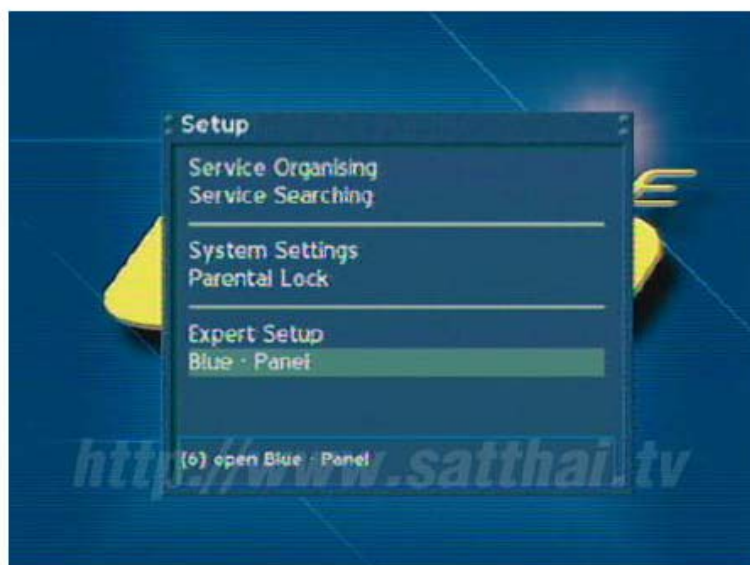 Setup
Service Organising
Service Searching
System Settings
Parental Lock
Expert Setup
Blue - Panel
(6) open Blue - Panel
http://www.satthai.tv